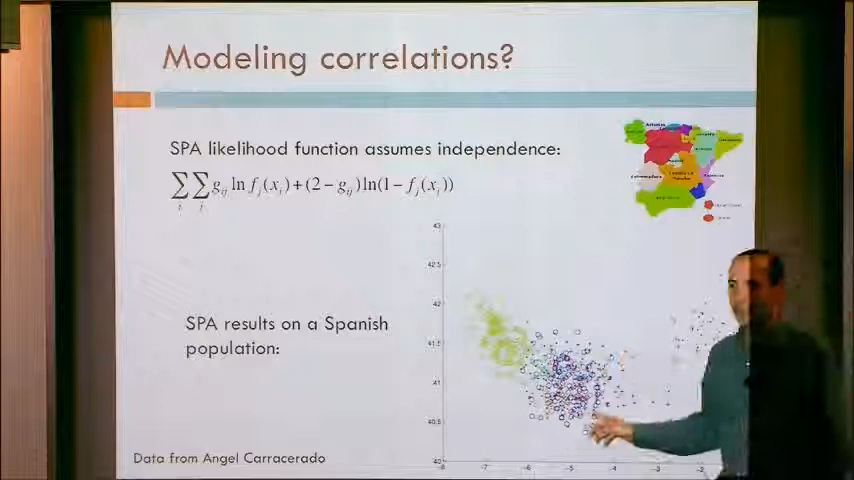 Modeling correlations?
SPA likelihood function assumes independence:
∑∑ g_ij ln f_j(x_i) + (2 − g_ij) ln(1 − f_j(x_i))
i j
43
42.5
42
SPA results on a Spanish
population:
41.5
41
40.5
40
-8 -7 -6 -5 -4 -3 -2
Data from Angel Carracerado